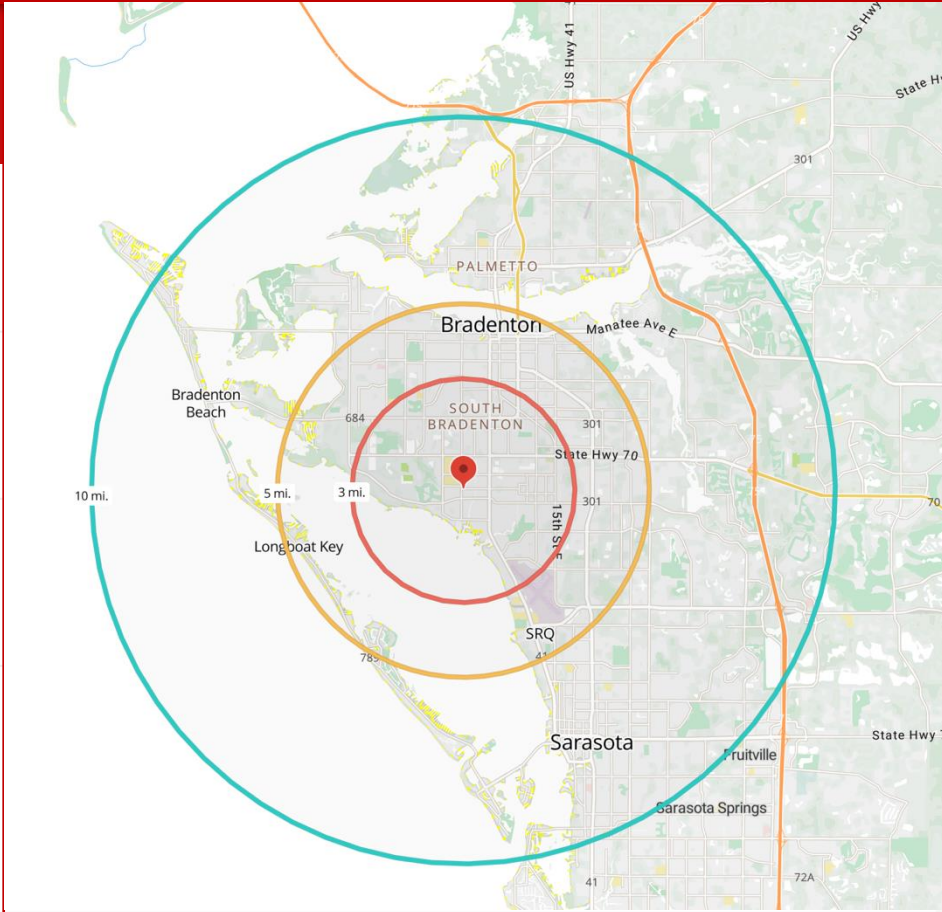 US Hwy 41
US Hwy
State H
301
PALMETTO
Bradenton
Manatee Ave E
Bradenton
Beach
684
SOUTH
BRADENTON
301
State Hwy 70
10 mi.
5 mi.
3 mi.
301
70
15th St E
Longboat Key
SRQ
789
41
Sarasota
State Hwy
Fruitville
Sarasota Springs
72A
41